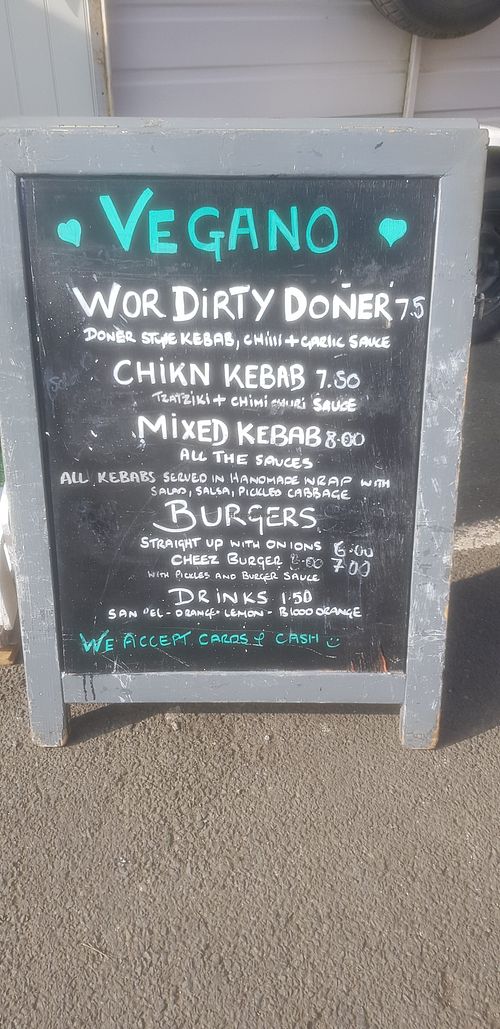 VEGANO
WOR DIRTY DONER 7.5
DONER STYLE KEBAB, CHILLI + GARLIC SAUCE
CHIKN KEBAB 7.50
TZATZIKI + CHIMI CHURI SAUCE
MIXED KEBAB 8.00
ALL THE SAUCES
ALL KEBABS SERVED IN HANDMADE WRAP WITH
SALAD, SALSA, PICKLED CABBAGE
BURGERS
STRAIGHT UP WITH ONIONS 6.00
CHEEZ BURGER 7.00
WITH PICKLES AND BURGER SAUCE
DRINKS 1.50
SAN PEL - ORANGE - LEMON - BLOOD ORANGE
WE ACCEPT CARDS & CASH